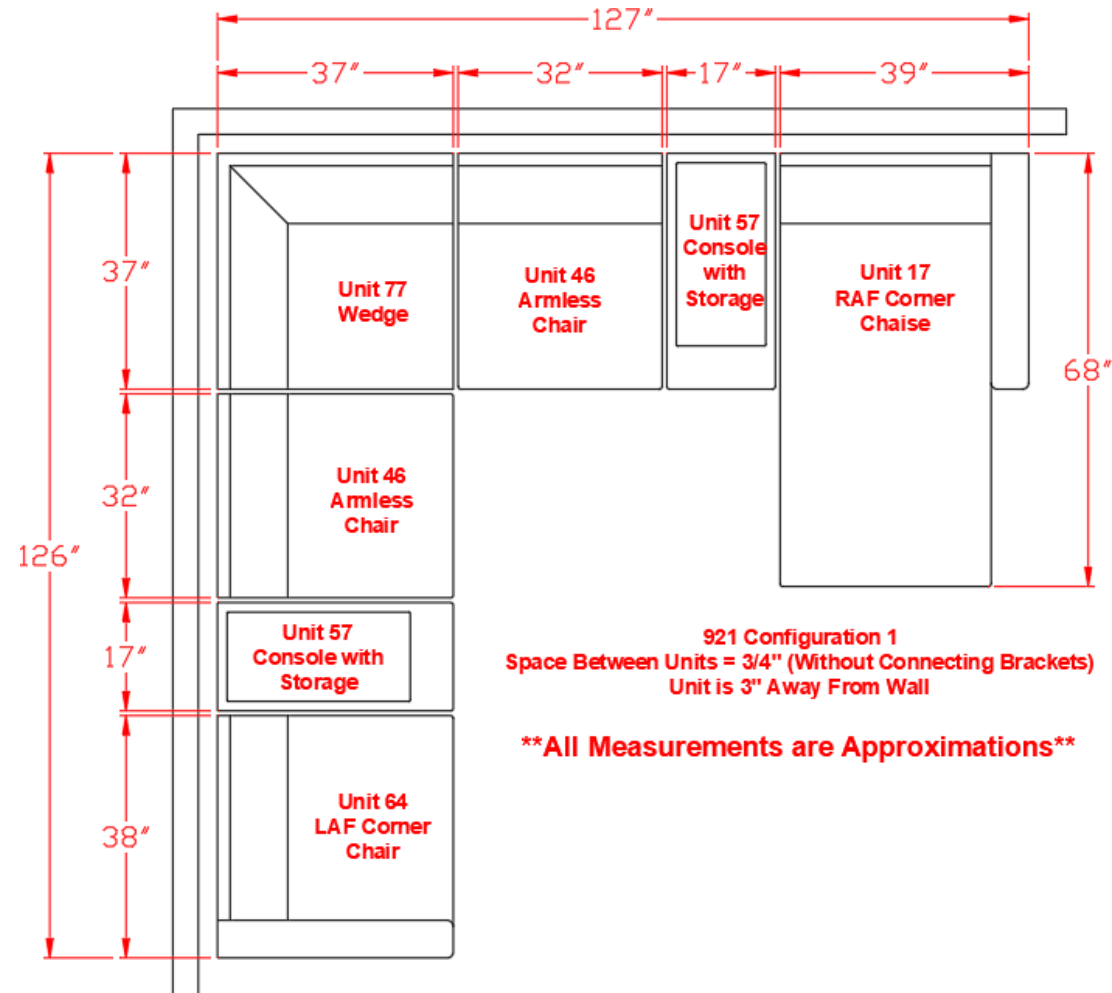 127"
37"
32"
17"
39"
37"
32"
126"
17"
38"
68"
Unit 77
Wedge
Unit 46
Armless
Chair
Unit 57
Console
with
Storage
Unit 17
RAF Corner
Chaise
Unit 46
Armless
Chair
Unit 57
Console with
Storage
Unit 64
LAF Corner
Chair
921 Configuration 1
Space Between Units = 3/4" (Without Connecting Brackets)
Unit is 3" Away From Wall
**All Measurements are Approximations**